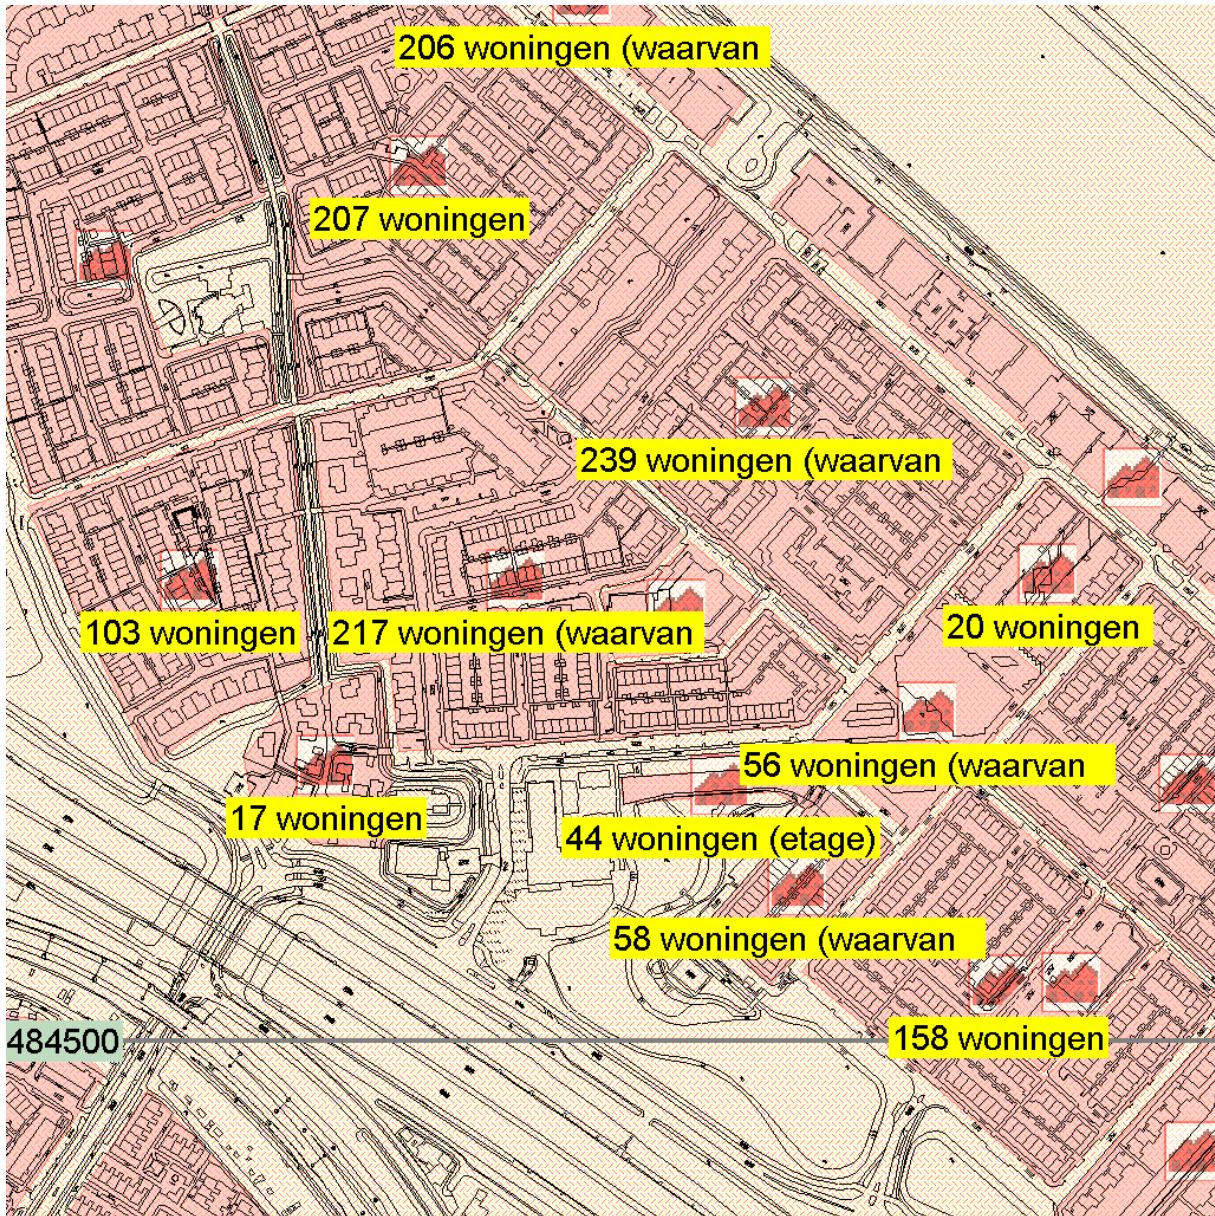 206 woningen (waarvan
207 woningen
239 woningen (waarvan
103 woningen
217 woningen (waarvan
20 woningen
56 woningen (waarvan
17 woningen
44 woningen (etage)
58 woningen (waarvan
484500
158 woningen